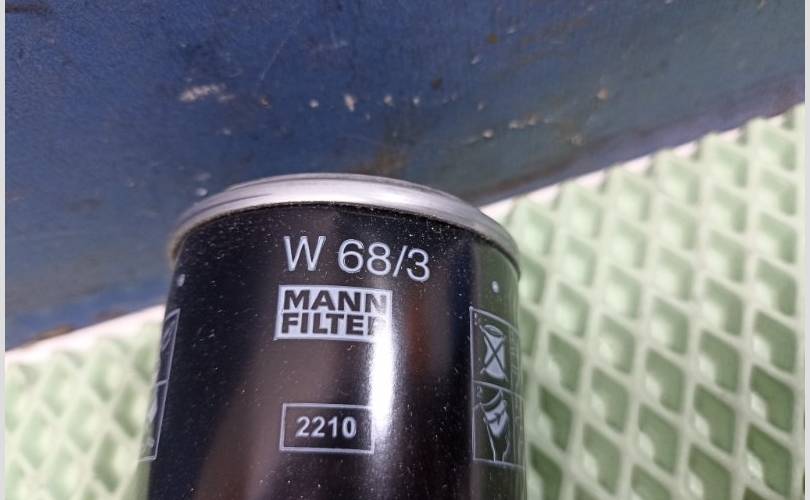 W 68/3
MANN
FILTER
2210